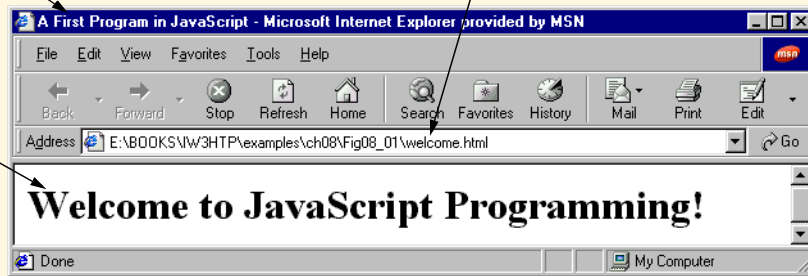 A First Program in JavaScript - Microsoft Internet Explorer provided by MSN
File Edit View Favorites Tools Help
msn
Back Forward Stop Refresh Home Search Favorites History Mail Print Edit
Address E:\BOOKS\IW3HTP\examples\ch08\Fig08_01\welcome.html Go
Welcome to JavaScript Programming!
Done My Computer